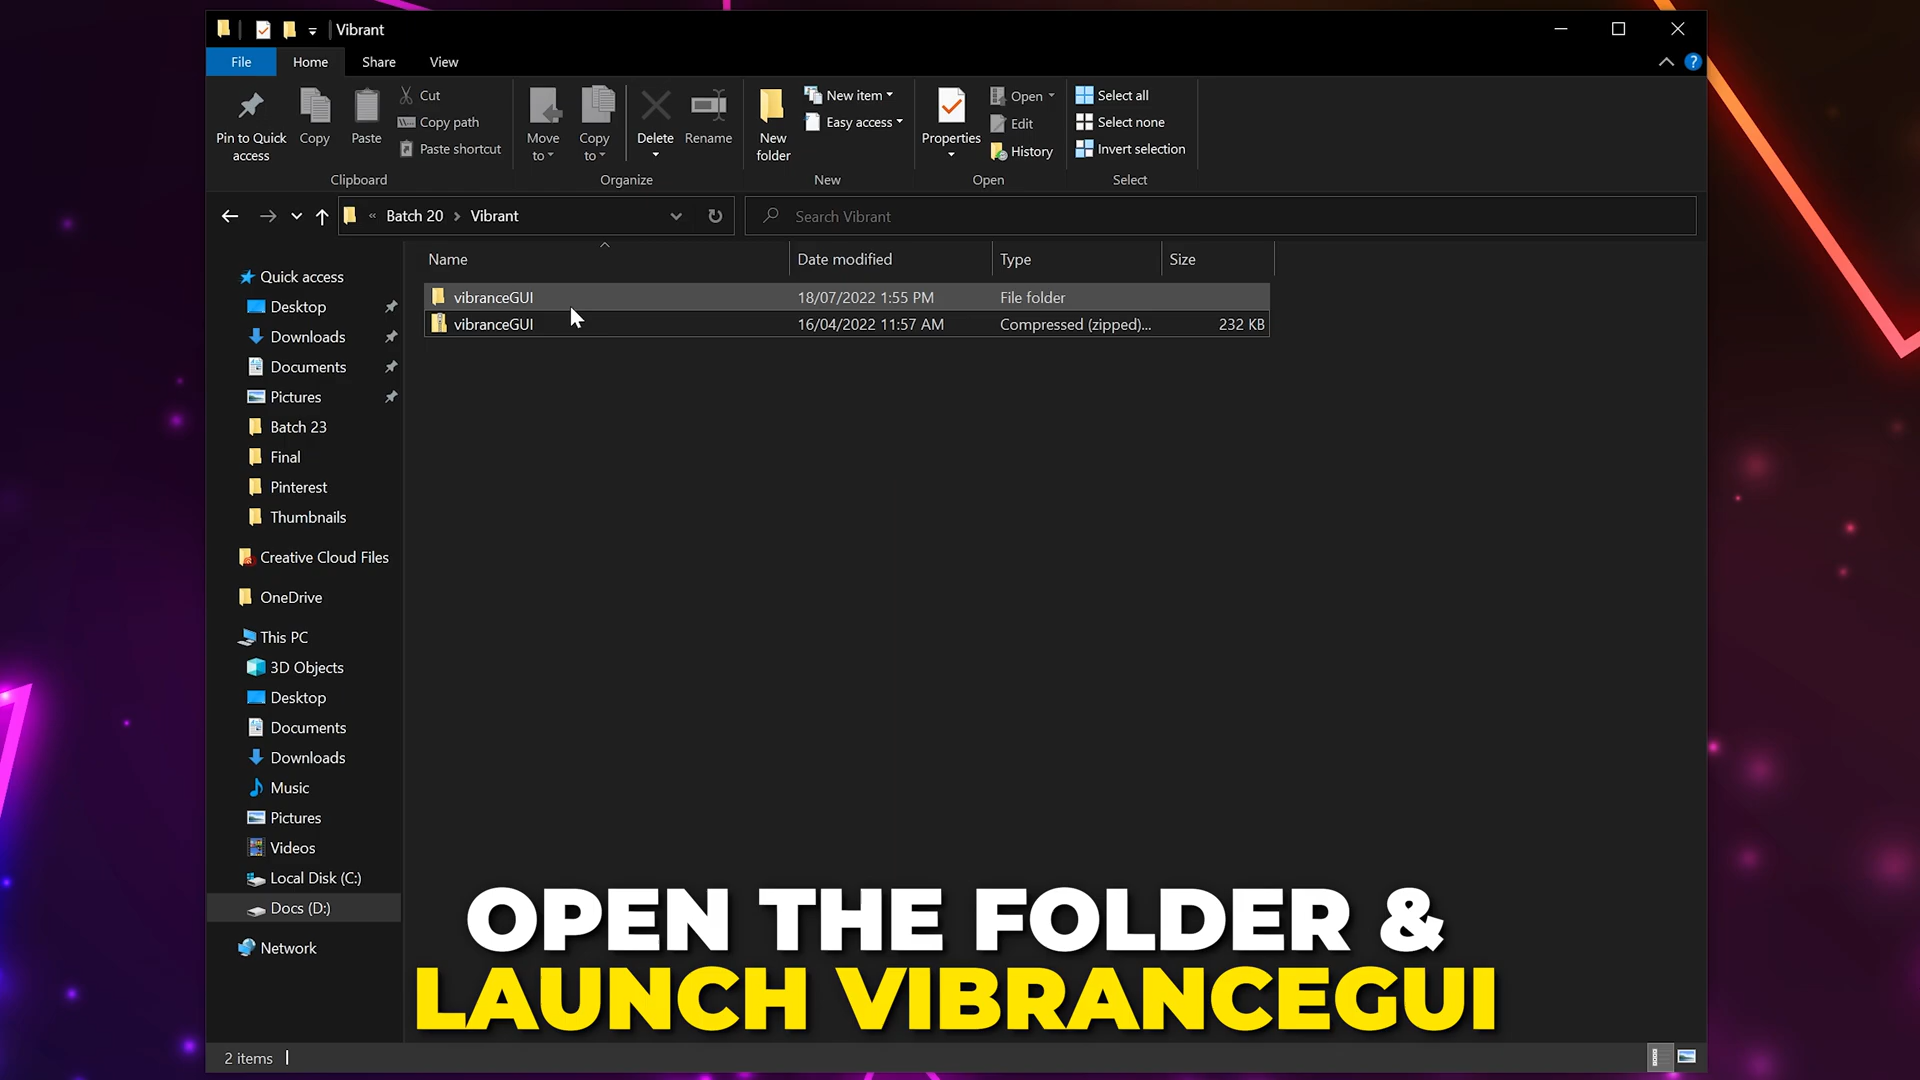 Vibrant
File Home Share View
Pin to Quick access
Copy
Paste
Cut
Copy path
Paste shortcut
Clipboard
Move to
Copy to
Delete
Rename
Organize
New folder
New item
Easy access
New
Properties
Open
Edit
History
Open
Select all
Select none
Invert selection
Select
« Batch 20 > Vibrant
Search Vibrant
Name Date modified Type Size
vibranceGUI 18/07/2022 1:55 PM File folder
vibranceGUI 16/04/2022 11:57 AM Compressed (zipped)... 232 KB
Quick access
Desktop
Downloads
Documents
Pictures
Batch 23
Final
Pinterest
Thumbnails
Creative Cloud Files
OneDrive
This PC
3D Objects
Desktop
Documents
Downloads
Music
Pictures
Videos
Local Disk (C:)
Docs (D:)
Network
OPEN THE FOLDER &
LAUNCH VIBRANCEGUI
2 items